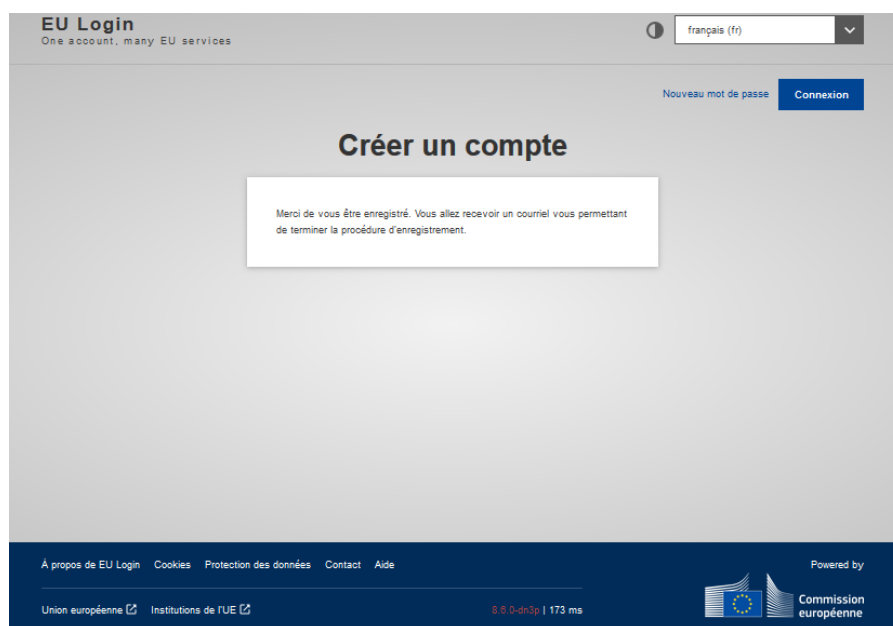 EU Login
One account, many EU services
français (fr)
Nouveau mot de passe
Connexion
Créer un compte
Merci de vous être enregistré. Vous allez recevoir un courriel vous permettant
de terminer la procédure d'enregistrement.
À propos de EU Login Cookies Protection des données Contact Aide
Powered by
Union européenne Institutions de l'UE
8.6.0-dn3p | 173 ms
Commission
européenne